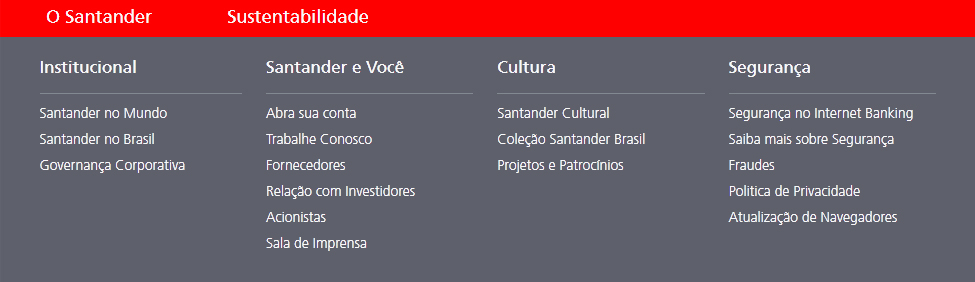 O Santander
Sustentabilidade
Institucional
Santander no Mundo
Santander no Brasil
Governança Corporativa
Santander e Você
Abra sua conta
Trabalhe Conosco
Fornecedores
Relação com Investidores
Acionistas
Sala de Imprensa
Cultura
Santander Cultural
Coleção Santander Brasil
Projetos e Patrocínios
Segurança
Segurança no Internet Banking
Saiba mais sobre Segurança
Fraudes
Politica de Privacidade
Atualização de Navegadores